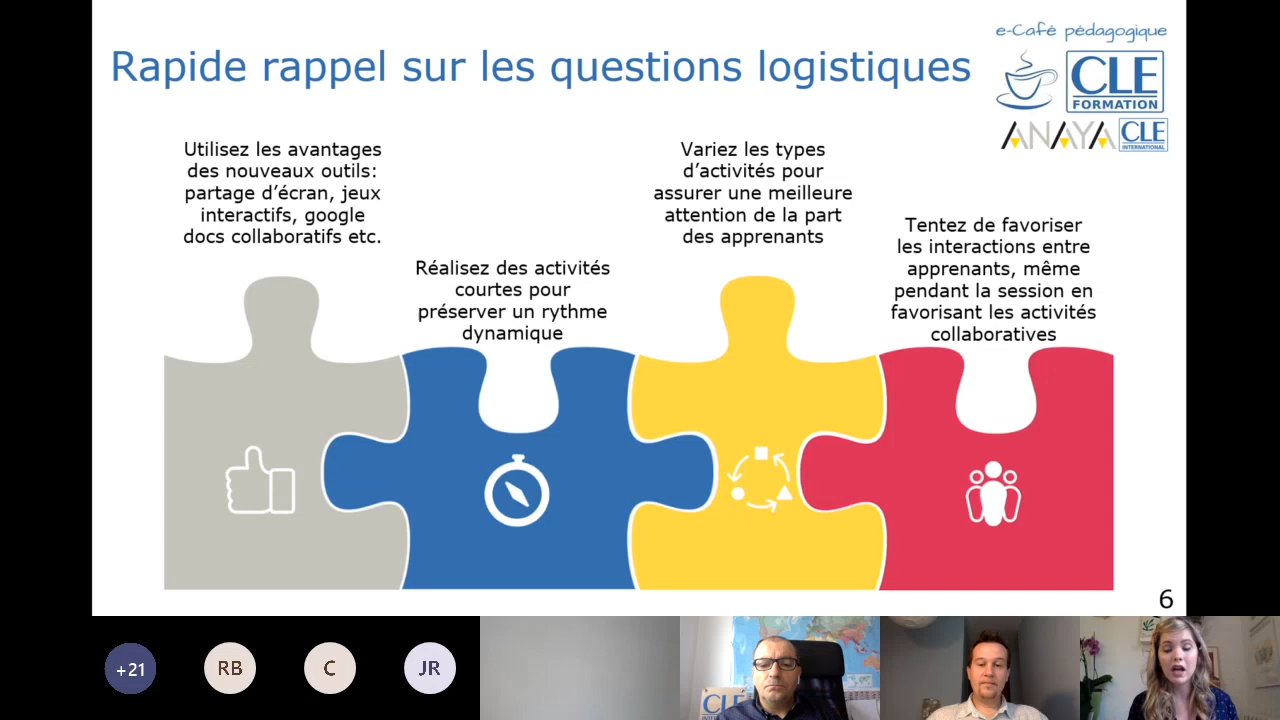 Rapide rappel sur les questions logistiques
e-Café pédagogique
CLE
FORMATION
ANAYA
CLE
INTERNATIONAL
Utilisez les avantages
des nouveaux outils:
partage d’écran, jeux
interactifs, google
docs collaboratifs etc.
Réalisez des activités
courtes pour
préserver un rythme
dynamique
Variez les types
d’activités pour
assurer une meilleure
attention de la part
des apprenants
Tentez de favoriser
les interactions entre
apprenants, même
pendant la session en
favorisant les activités
collaboratives
6
+21
RB
C
JR
CLE